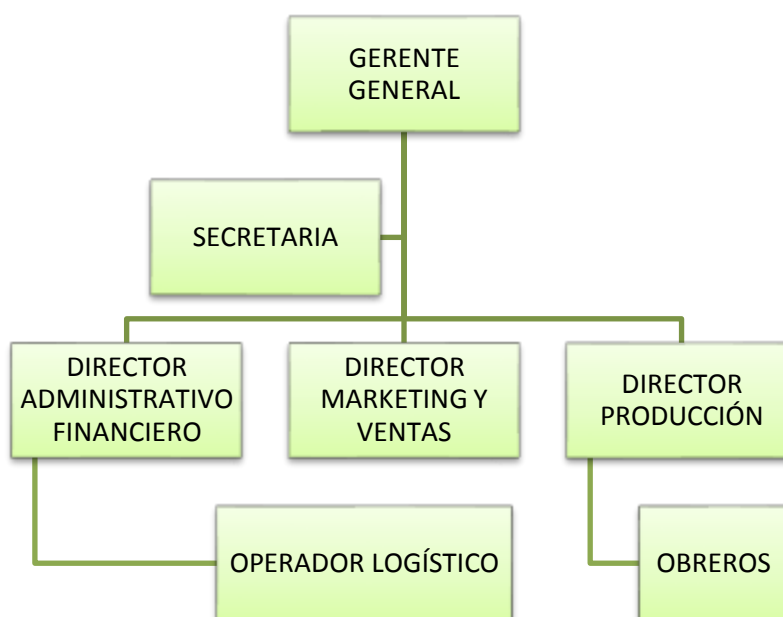 GERENTE
GENERAL
SECRETARIA
DIRECTOR
ADMINISTRATIVO
FINANCIERO
DIRECTOR
MARKETING Y
VENTAS
DIRECTOR
PRODUCCIÓN
OPERADOR LOGÍSTICO
OBREROS